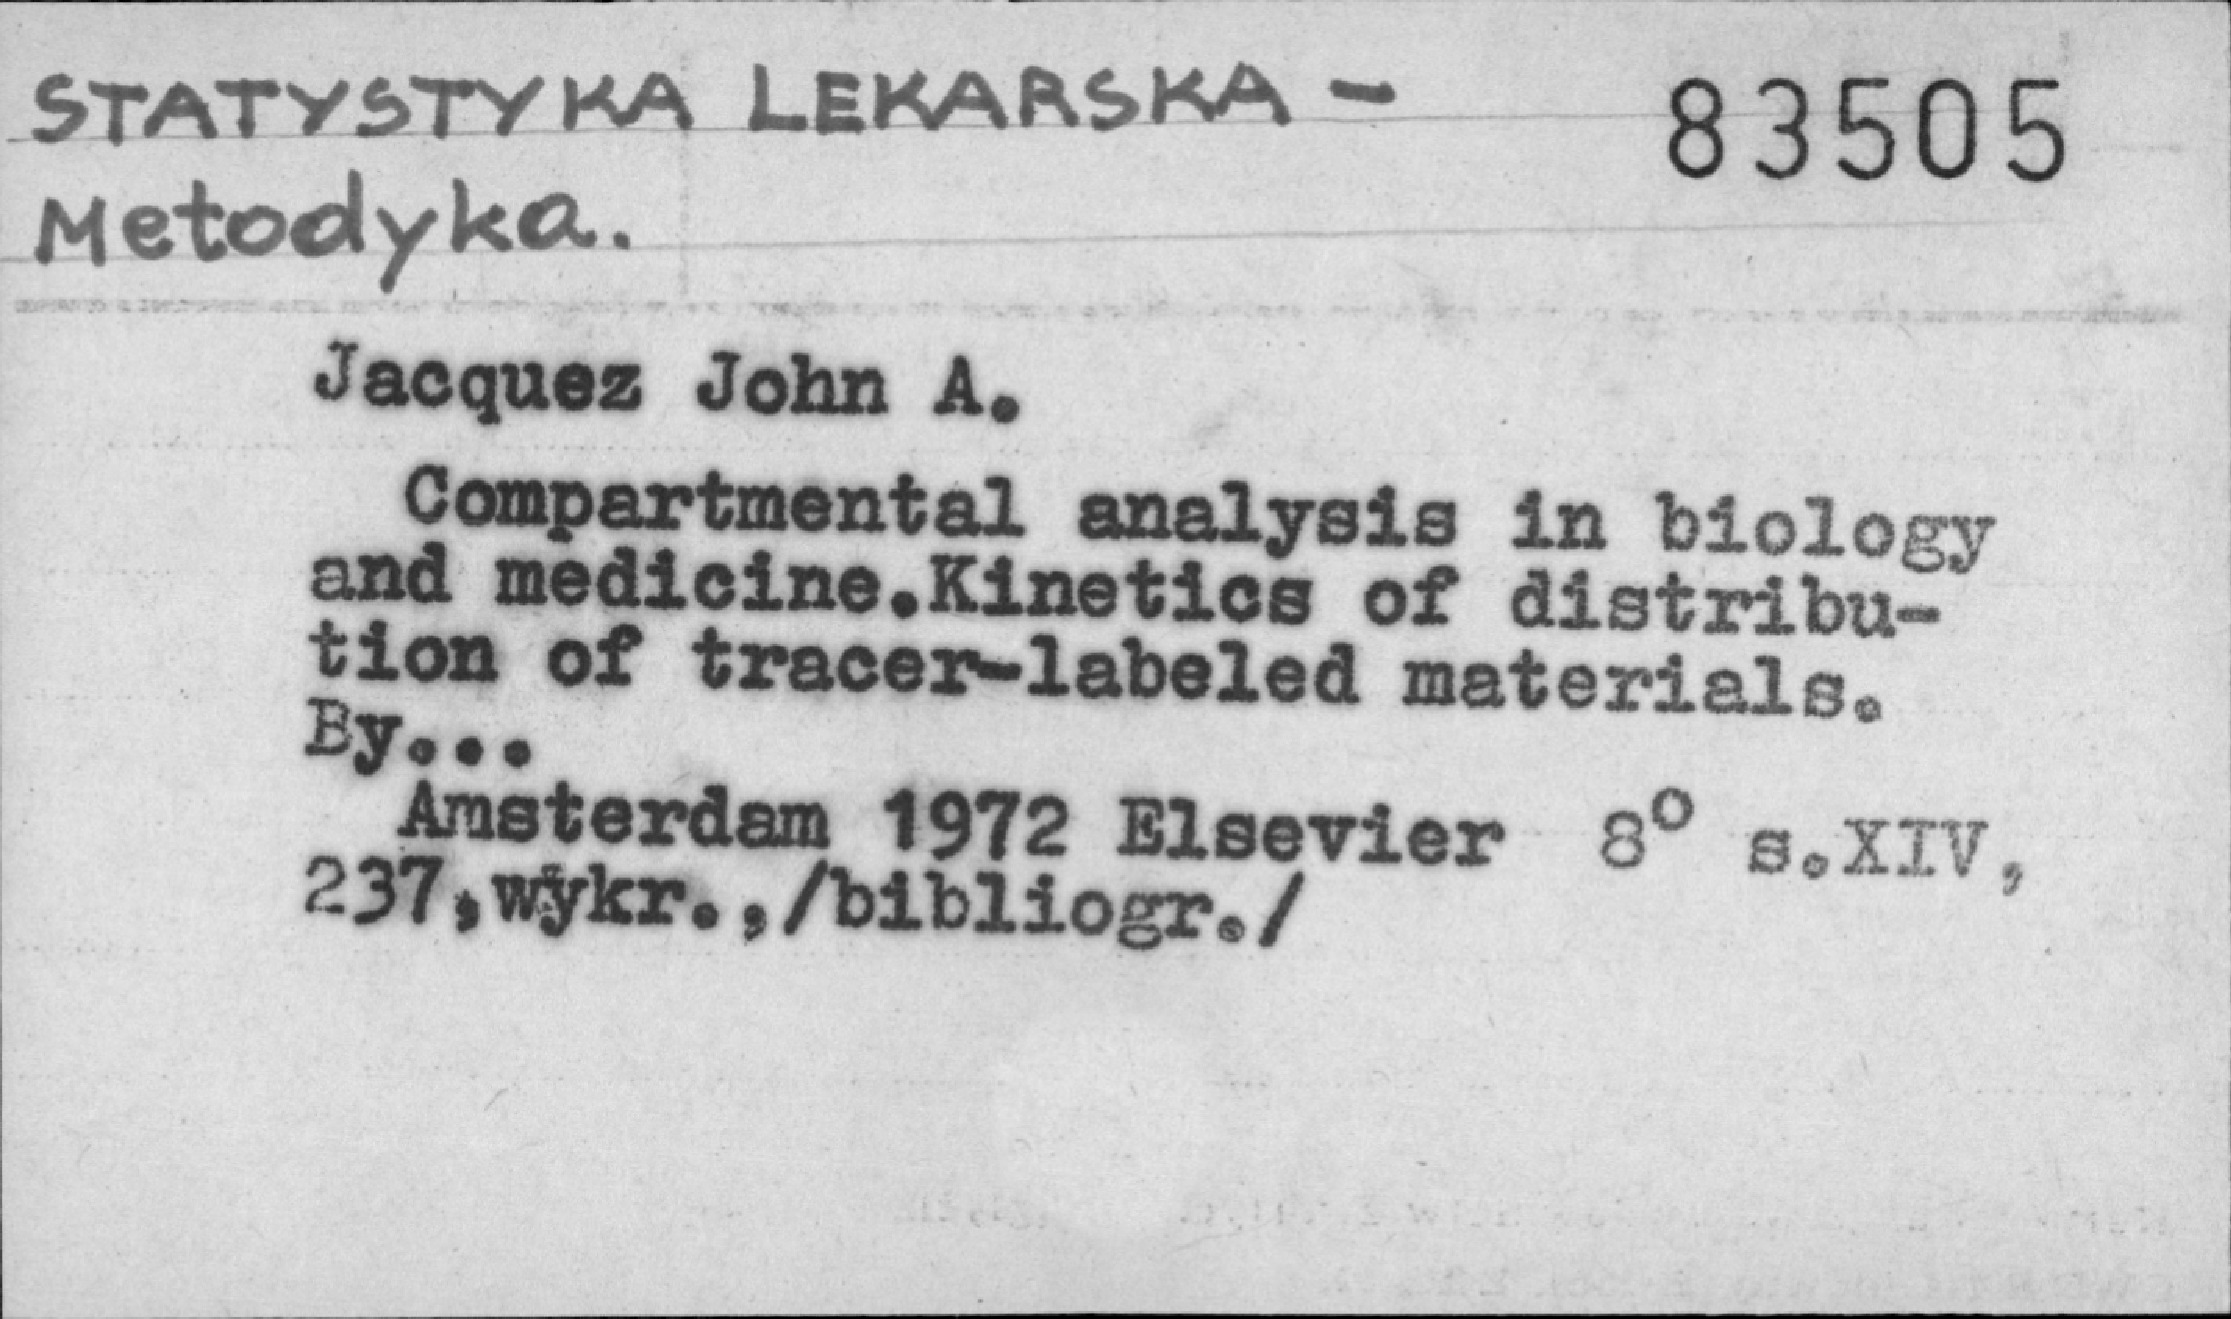 STATYSTYKA LEKARSKA - 83505
Metodyka.
Jacquez John A.
Compartmental analysis in biology
and medicine.Kinetics of distribu-
tion of tracer-labeled materials.
By...
Amsterdam 1972 Elsevier 8° s.XIV,
237,wykr.,/bibliogr./